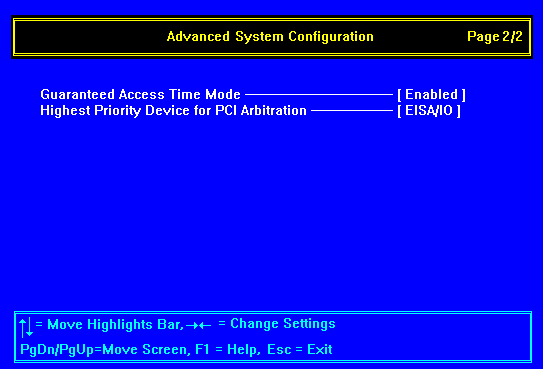 Advanced System Configuration Page 2/2
Guaranteed Access Time Mode [ Enabled ]
Highest Priority Device for PCI Arbitration [ EISA/IO ]
↑↓ = Move Highlights Bar, →← = Change Settings
PgDn/PgUp=Move Screen, F1 = Help, Esc = Exit